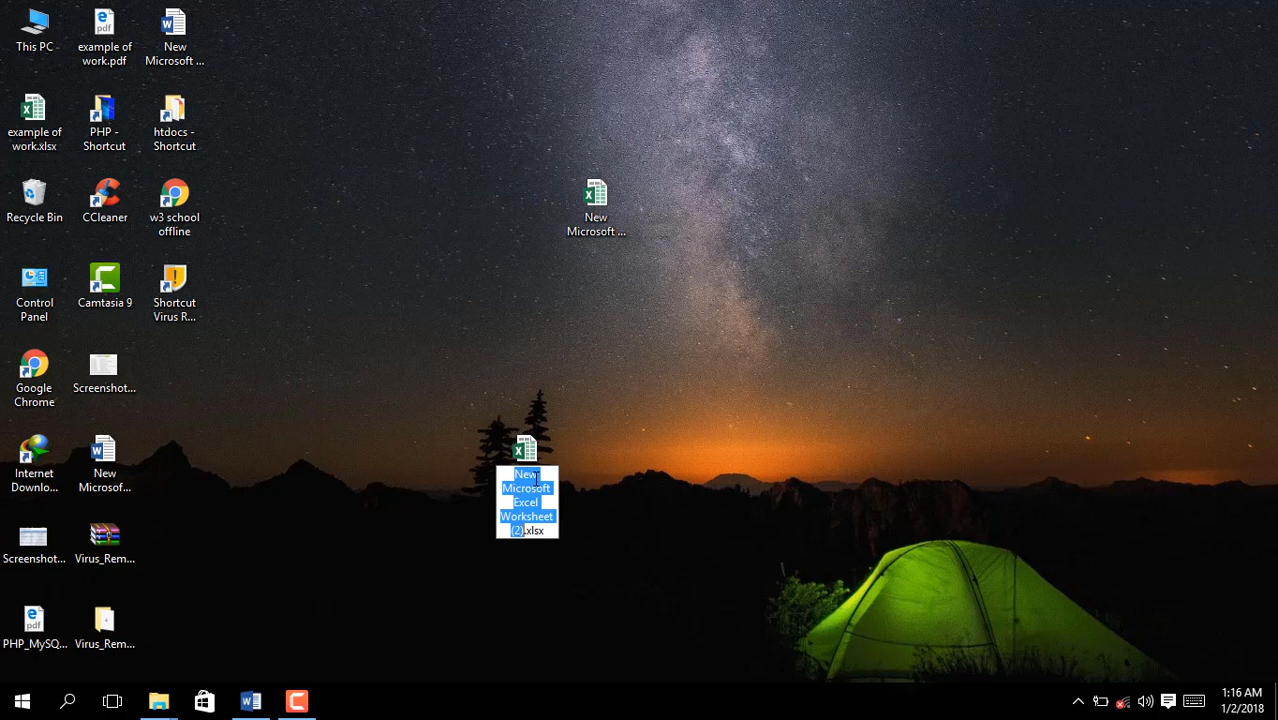 This PC
example of
work.pdf
New
Microsoft ...
example of
work.xlsx
PHP -
Shortcut
htdocs -
Shortcut
Recycle Bin
CCleaner
w3 school
offline
New
Microsoft ...
Control
Panel
Camtasia 9
Shortcut
Virus R...
Google
Chrome
Screenshot...
Internet
Downlo...
New
Microsof...
New
Microsoft
Excel
Worksheet
(2).xlsx
Screenshot...
Virus_Rem...
PHP_MySQ...
Virus_Rem...
1:16 AM
1/2/2018